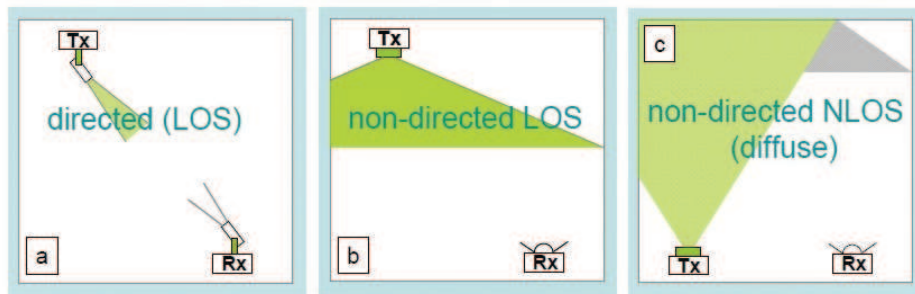 Tx
directed (LOS)
Rx
a
Tx
non-directed LOS
b
Rx
c
non-directed NLOS
(diffuse)
Tx
Rx